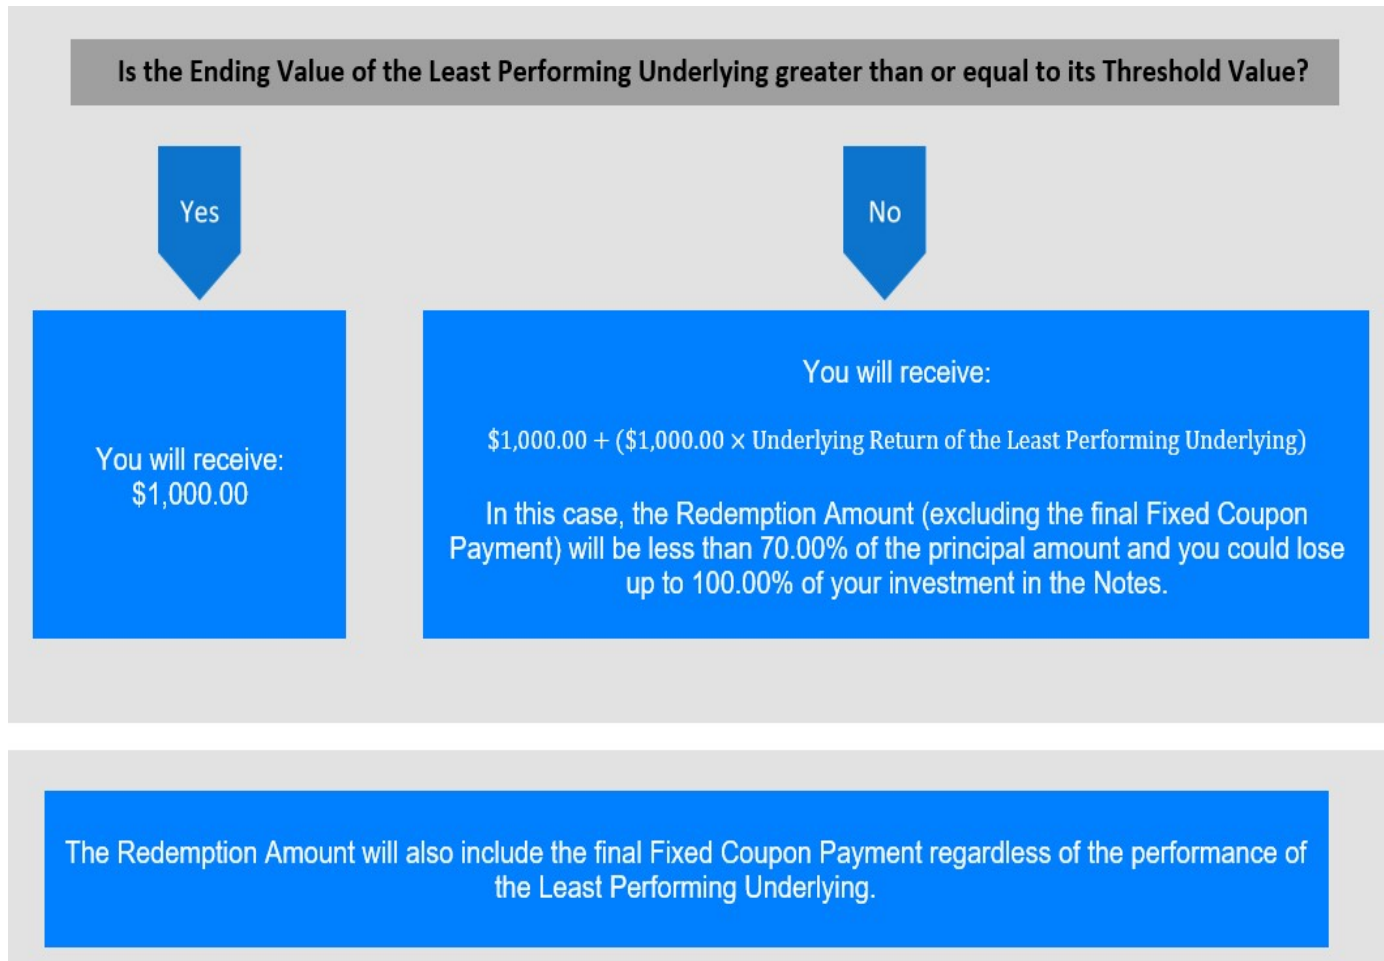 Is the Ending Value of the Least Performing Underlying greater than or equal to its Threshold Value?
Yes
No
You will receive:
$1,000.00
You will receive:
$1,000.00 + ($1,000.00 × Underlying Return of the Least Performing Underlying)
In this case, the Redemption Amount (excluding the final Fixed Coupon
Payment) will be less than 70.00% of the principal amount and you could lose
up to 100.00% of your investment in the Notes.
The Redemption Amount will also include the final Fixed Coupon Payment regardless of the performance of
the Least Performing Underlying.